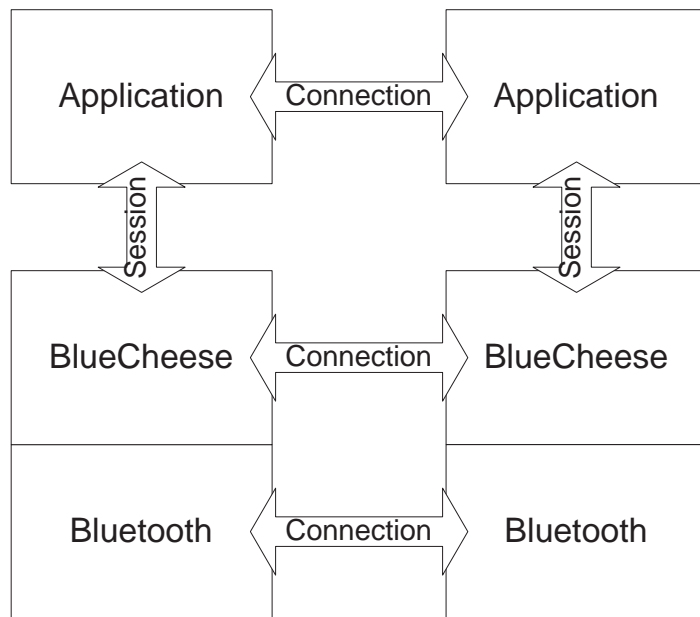 Application
Connection
Application
Session
Session
BlueCheese
Connection
BlueCheese
Bluetooth
Connection
Bluetooth